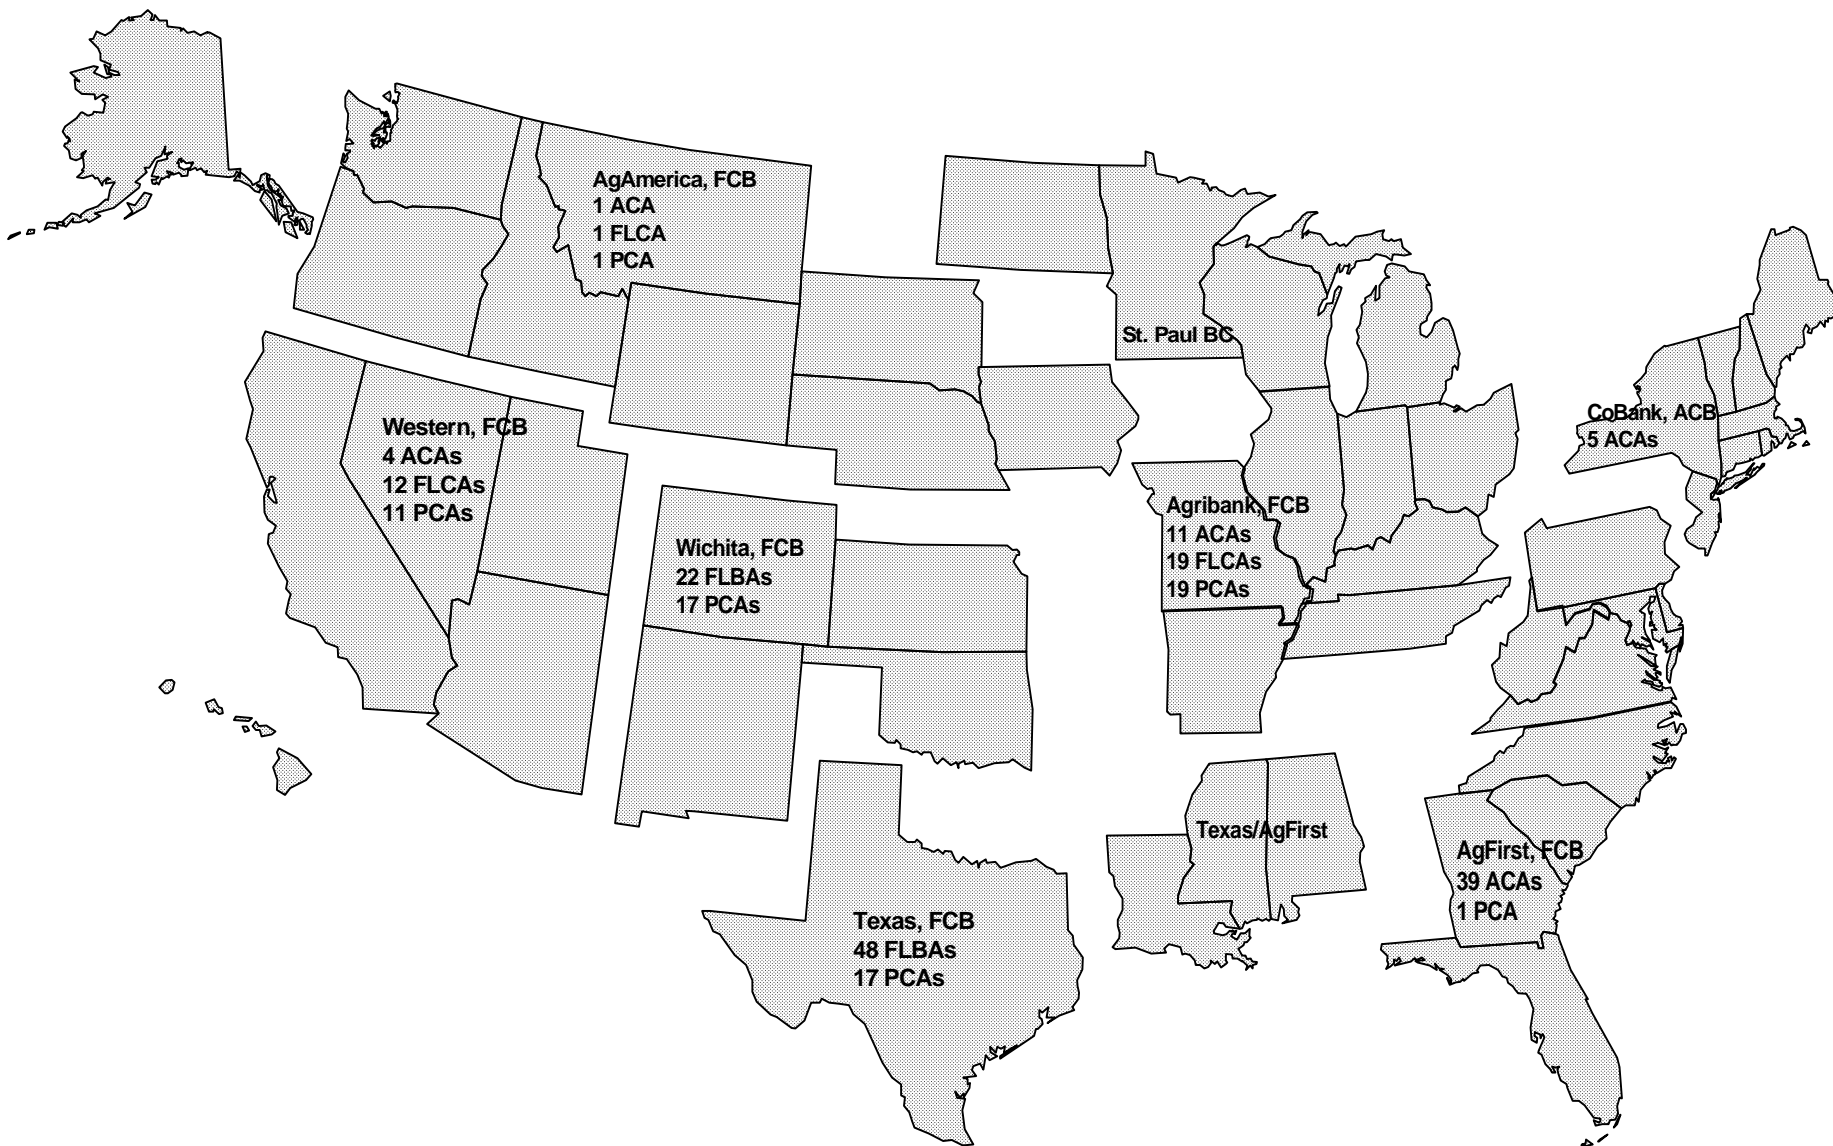 AgAmerica, FCB
1 ACA
1 FLCA
1 PCA
St. Paul BC
Western, FCB
4 ACAs
12 FLCAs
11 PCAs
CoBank, ACB
5 ACAs
Wichita, FCB
22 FLBAs
17 PCAs
Agribank, FCB
11 ACAs
19 FLCAs
19 PCAs
Texas/AgFirst
AgFirst, FCB
39 ACAs
1 PCA
Texas, FCB
48 FLBAs
17 PCAs